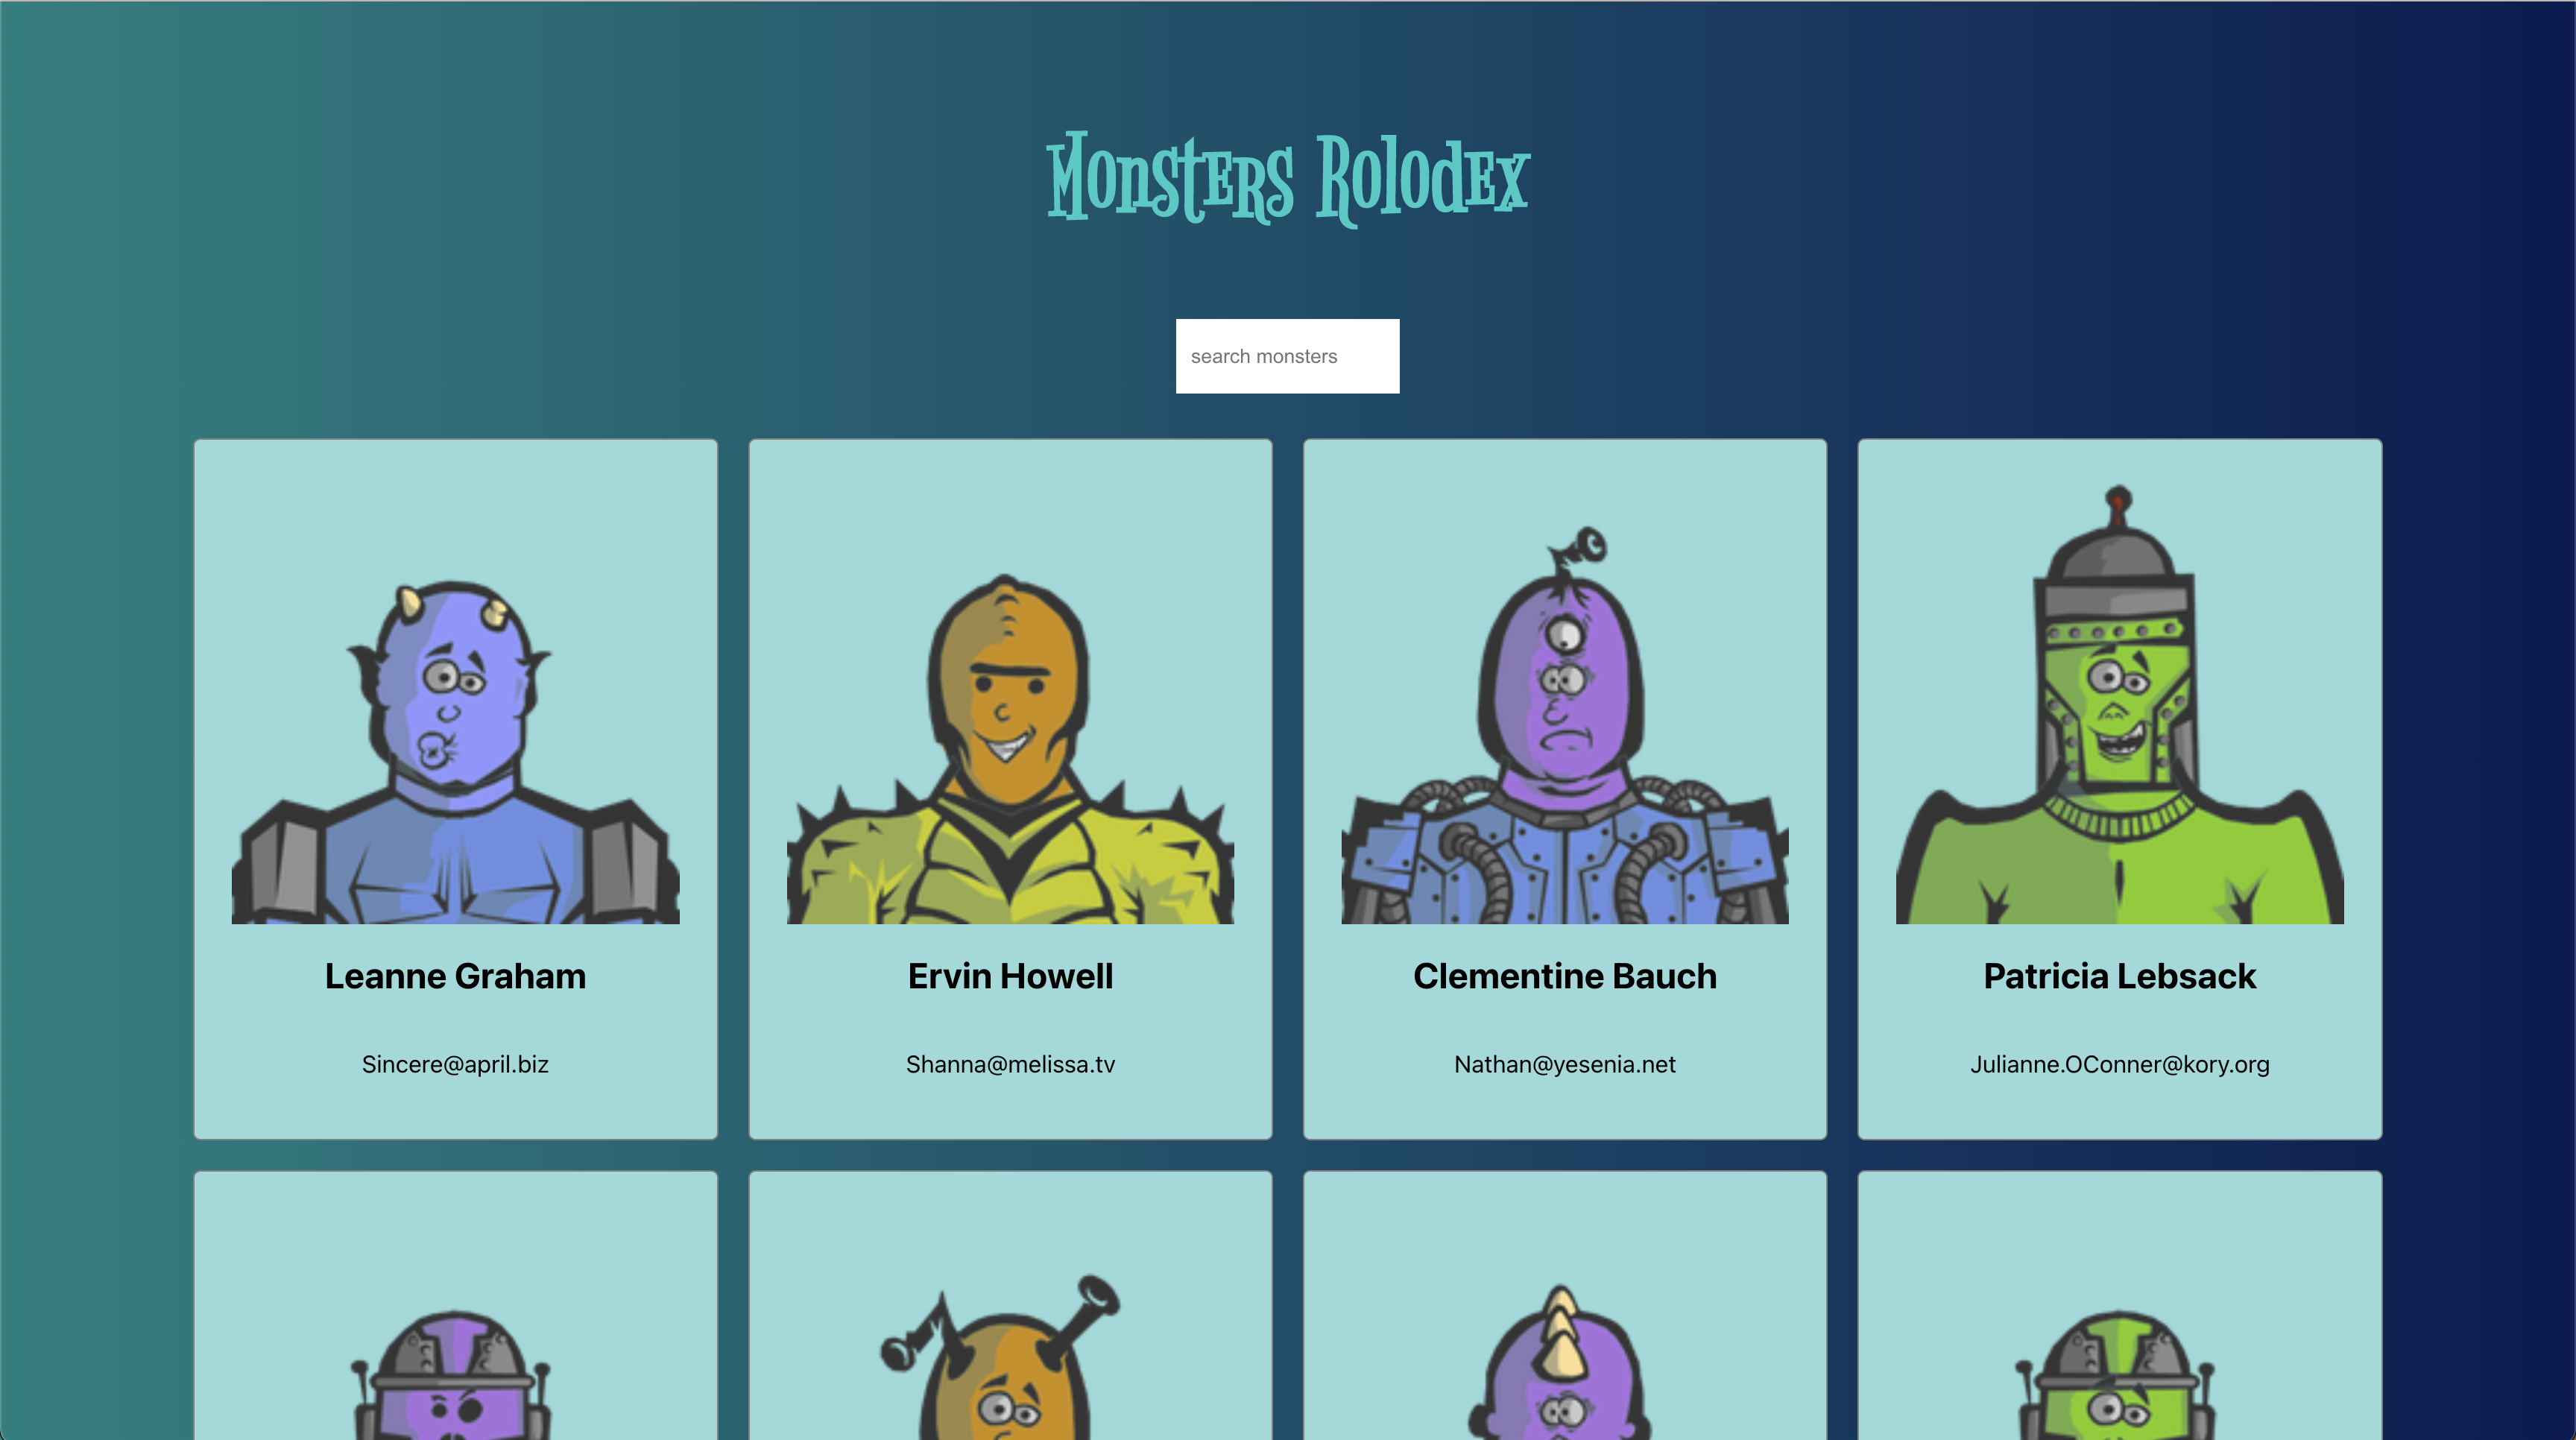 Monsters Rolodex
search monsters
Leanne Graham
Sincere@april.biz
Ervin Howell
Shanna@melissa.tv
Clementine Bauch
Nathan@yesenia.net
Patricia Lebsack
Julianne.OConner@kory.org